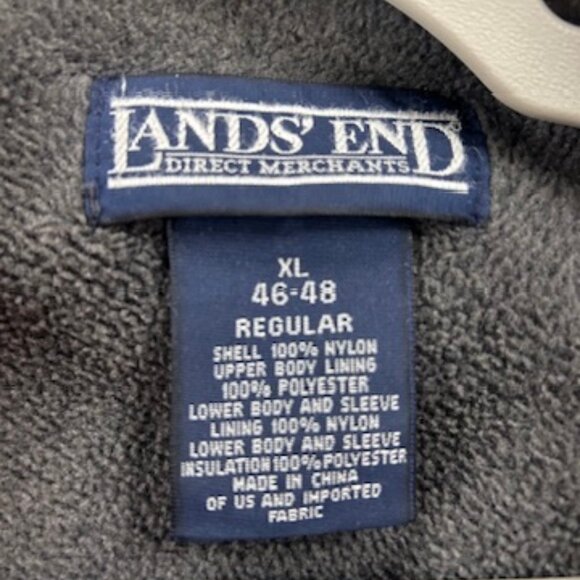 LANDS' END
DIRECT MERCHANTS
XL
46-48
REGULAR
SHELL 100% NYLON
UPPER BODY LINING
100% POLYESTER
LOWER BODY AND SLEEVE
LINING 100% NYLON
LOWER BODY AND SLEEVE
INSULATION 100% POLYESTER
MADE IN CHINA
OF US AND IMPORTED
FABRIC